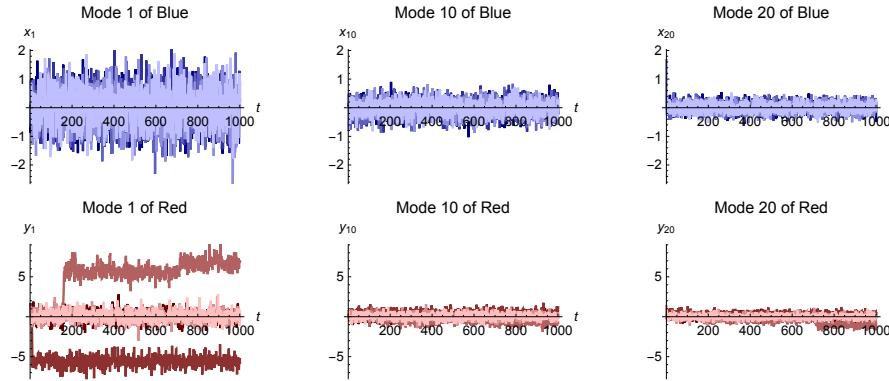 Mode 1 of Blue
x1
2
1
-1
-2
200 400 600 800 1000
t
Mode 10 of Blue
x10
2
1
-1
-2
200 400 600 800 1000
t
Mode 20 of Blue
x20
2
1
-1
-2
200 400 600 800 1000
t
Mode 1 of Red
y1
5
-5
200 400 600 800 1000
t
Mode 10 of Red
y10
5
-5
200 400 600 800 1000
t
Mode 20 of Red
y20
5
-5
200 400 600 800 1000
t